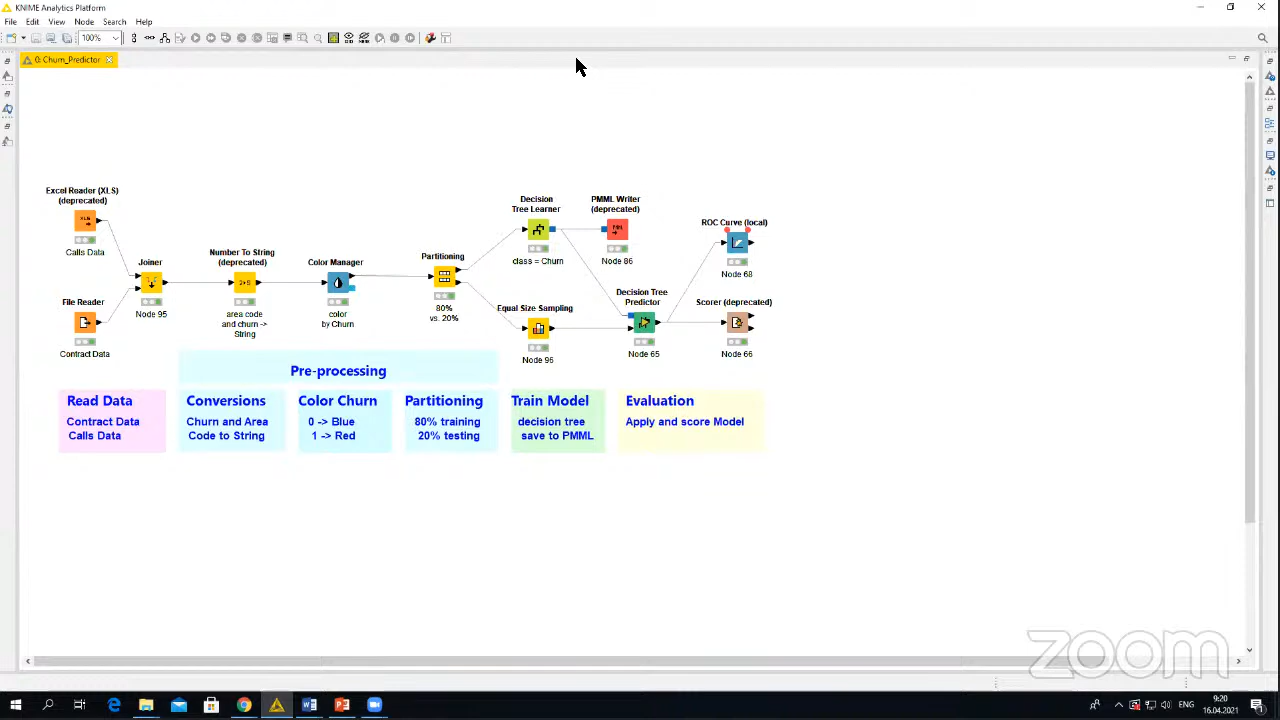 KNIME Analytics Platform
File Edit View Node Search Help
100%
0: Churn_Predictor
Excel Reader (XLS)
(deprecated)
XLS
Calls Data
File Reader
Contract Data
Joiner
Node 95
Number To String
(deprecated)
2>S
area code
and churn ->
String
Color Manager
color
by Churn
Partitioning
80%
vs. 20%
Decision
Tree Learner
class = Churn
PMML Writer
(deprecated)
Node 86
Equal Size Sampling
Node 96
Decision Tree
Predictor
Node 65
ROC Curve (local)
Node 68
Scorer (deprecated)
Node 66
Pre-processing
Read Data
Contract Data
Calls Data
Conversions
Churn and Area
Code to String
Color Churn
0 -> Blue
1 -> Red
Partitioning
80% training
20% testing
Train Model
decision tree
save to PMML
Evaluation
Apply and score Model
zoom
ENG
9:20
16.04.2021